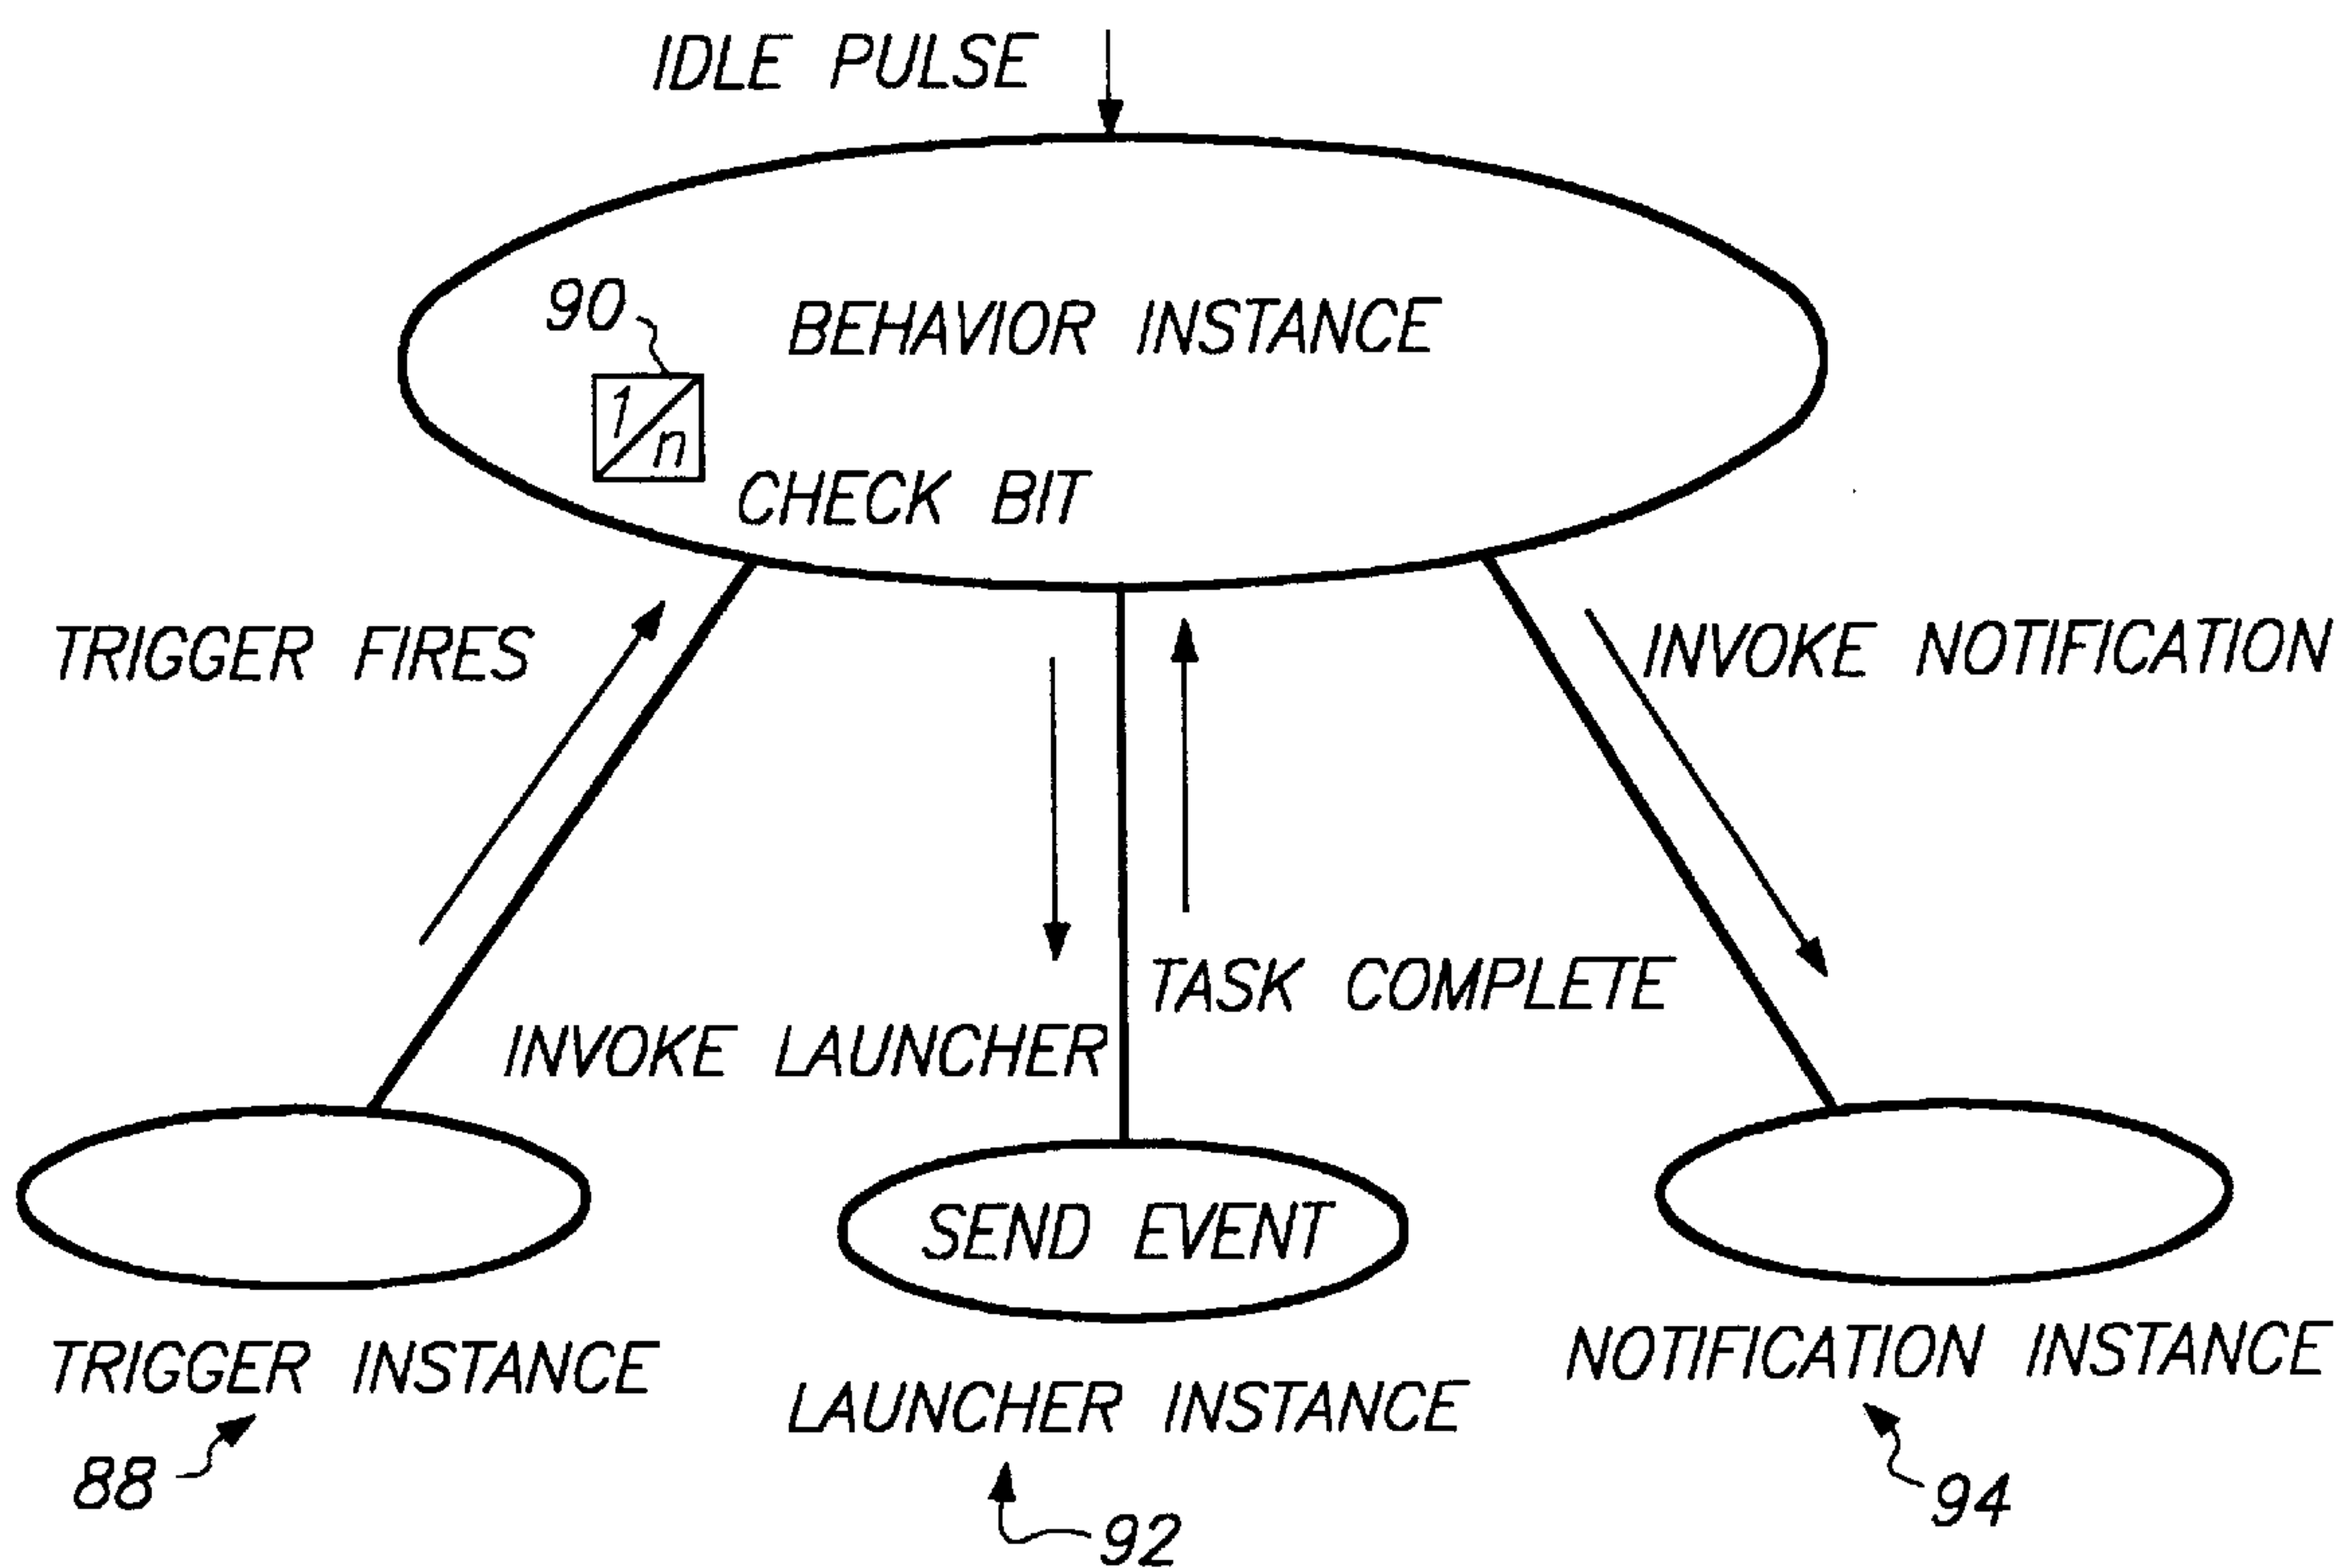 IDLE PULSE
90
BEHAVIOR INSTANCE
1/n
CHECK BIT
TRIGGER FIRES
INVOKE NOTIFICATION
TASK COMPLETE
INVOKE LAUNCHER
SEND EVENT
TRIGGER INSTANCE
NOTIFICATION INSTANCE
LAUNCHER INSTANCE
88
94
92